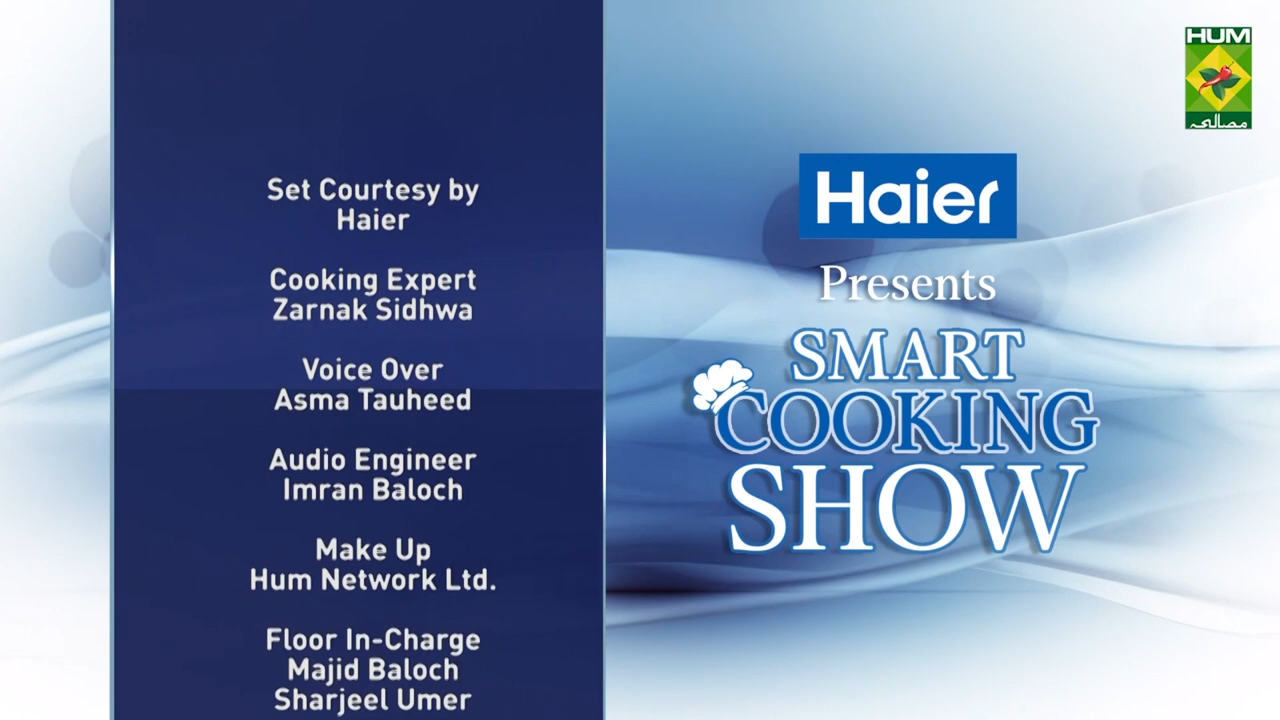 Set Courtesy by
Haier
Cooking Expert
Zarnak Sidhwa
Voice Over
Asma Tauheed
Audio Engineer
Imran Baloch
Make Up
Hum Network Ltd.
Floor In-Charge
Majid Baloch
Sharjeel Umer
HUM
مصالحہ
Haier
Presents
SMART
COOKING
SHOW